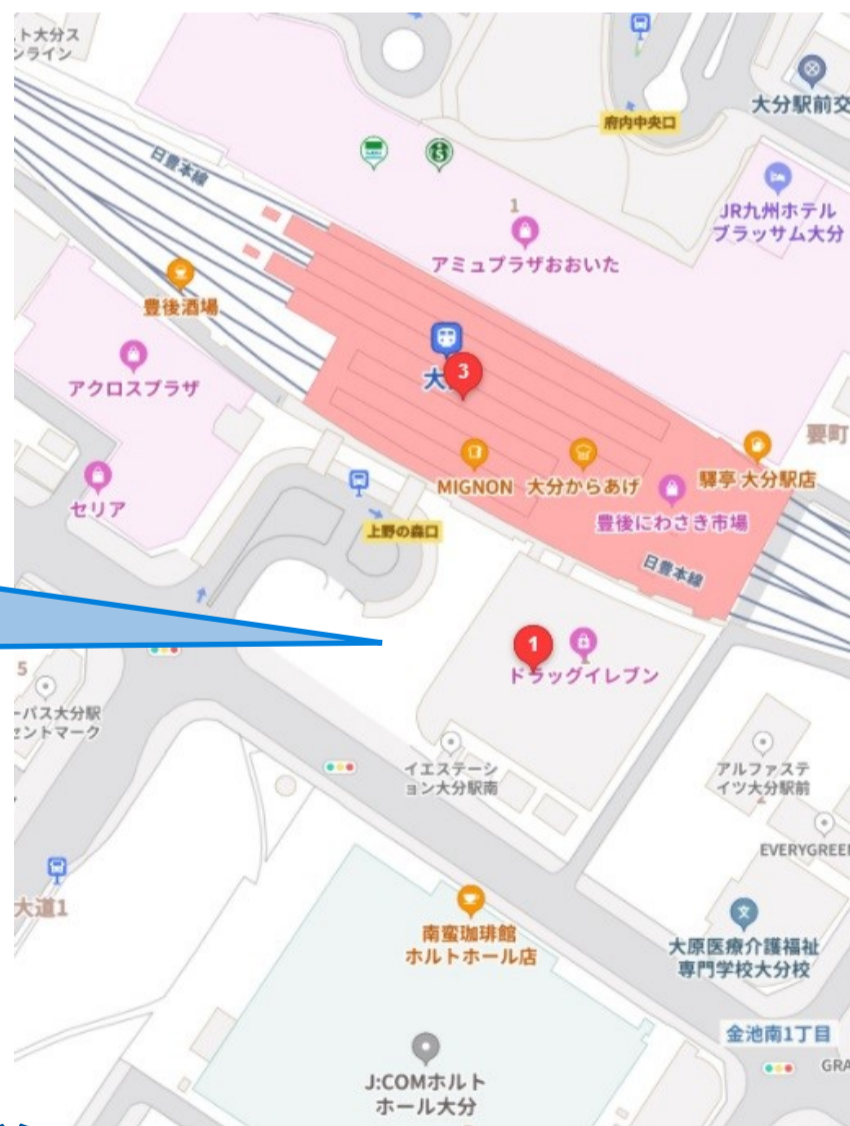 ト大分ス
ンライン
大分駅前交
府内中央口
日豊本線
1
JR九州ホテル
ブラッサム大分
アミュプラザおおいた
豊後酒場
アクロスプラザ
大
3
要町
MIGNON
大分からあげ
驛亭 大分駅店
セリア
豊後にわさき市場
上野の森口
日豊本線
1
ドラッグイレブン
5
ーパス大分駅
セントマーク
イエステーシ
ョン大分駅南
アルファステ
イツ大分駅前
EVERYGREE
大道1
南蛮珈琲館
ホルトホール店
大原医療介護福祉
専門学校大分校
金池南1丁目
GRA
J:COMホルト
ホール大分